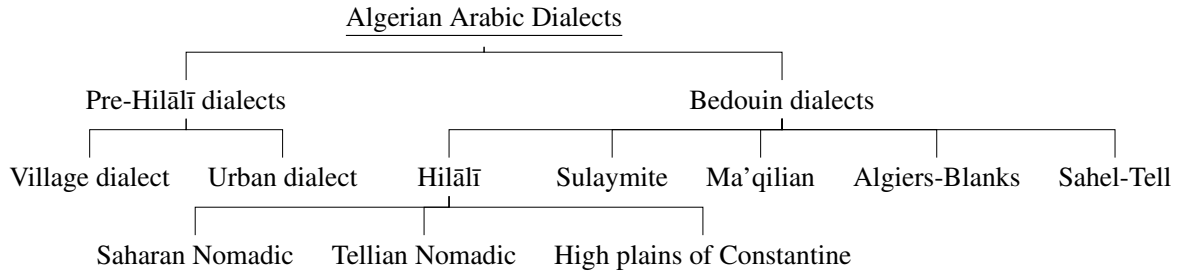 Algerian Arabic Dialects
Pre-Hilālī dialects Bedouin dialects
Village dialect Urban dialect Hilālī Sulaymite Ma'qilian Algiers-Blanks Sahel-Tell
Saharan Nomadic Tellian Nomadic High plains of Constantine